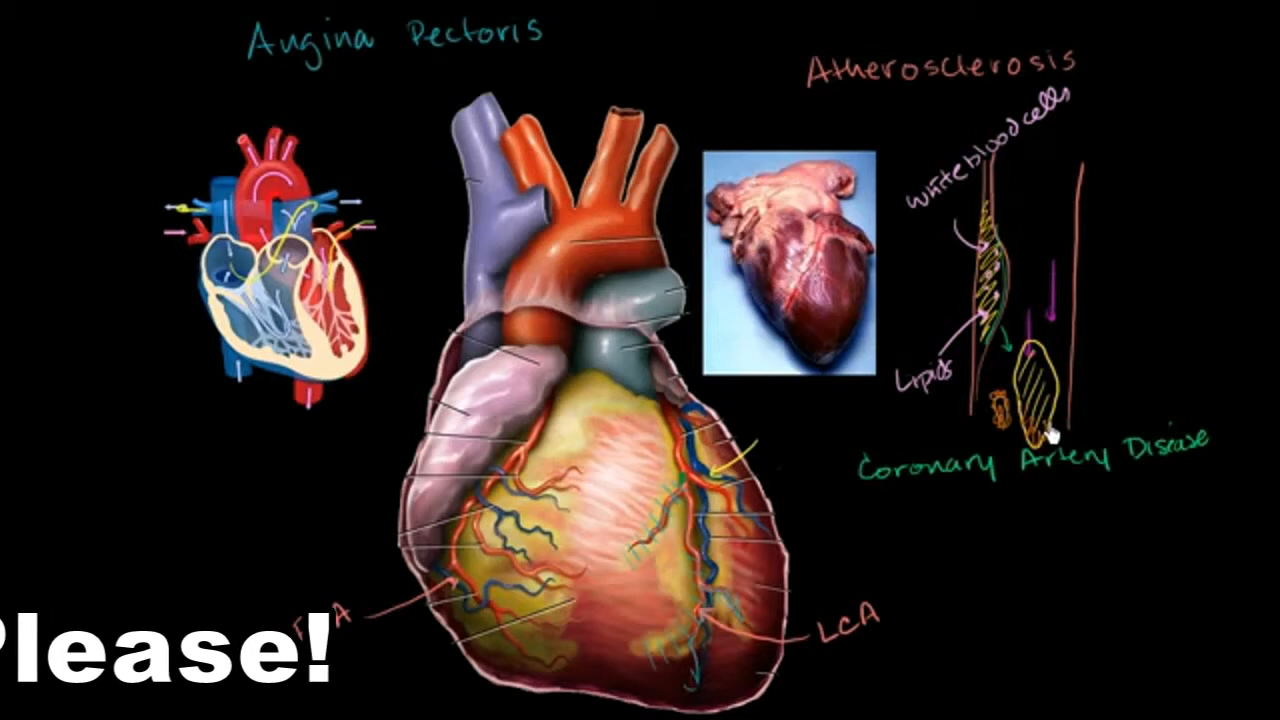 Angina Pectoris
Atherosclerosis
White blood cells
Lipids
Coronary Artery Disease
LCA
Please!